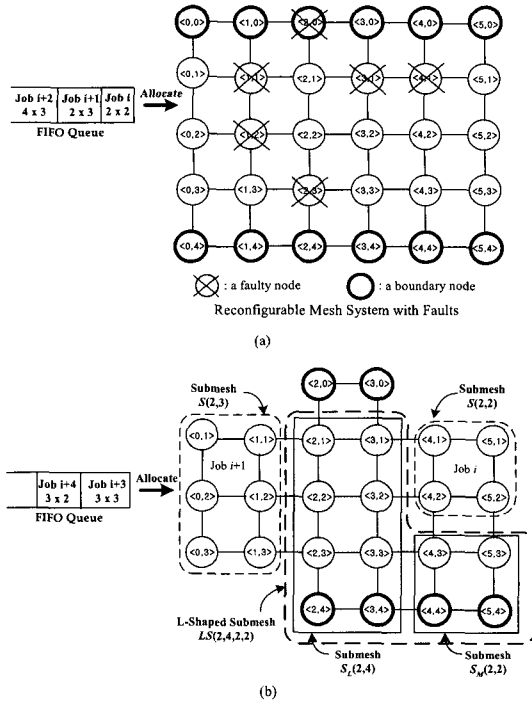 <0,0> <1,0> <2,0> <3,0> <4,0> <5,0>
Job i+2 Job i+1 Job i
4 x 3 2 x 3 2 x 2
FIFO Queue
Allocate
<0,1> <1,1> <2,1> <3,1> <4,1> <5,1>
<0,2> <1,2> <2,2> <3,2> <4,2> <5,2>
<0,3> <1,3> <2,3> <3,3> <4,3> <5,3>
<0,4> <1,4> <2,4> <3,4> <4,4> <5,4>
: a faulty node : a boundary node
Reconfigurable Mesh System with Faults
(a)
Submesh
S(2,3)
<2,0> <3,0>
Submesh
S(2,2)
<0,1> <1,1> <2,1> <3,1> <4,1> <5,1>
Job i+1
Job i
Job i+4 Job i+3
3 x 2 3 x 3
FIFO Queue
Allocate
<0,2> <1,2> <2,2> <3,2> <4,2> <5,2>
<0,3> <1,3> <2,3> <3,3> <4,3> <5,3>
<2,4> <3,4> <4,4> <5,4>
L-Shaped Submesh
LS(2,4,2,2)
Submesh
S_L(2,4)
Submesh
S_M(2,2)
(b)